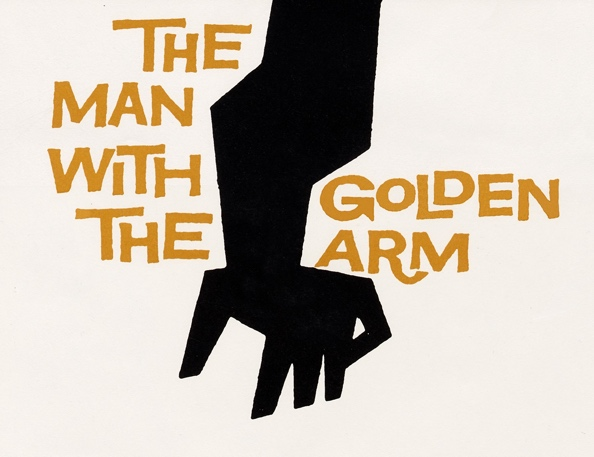 THE
MAN
WITH
THE
GOLDEN
ARM